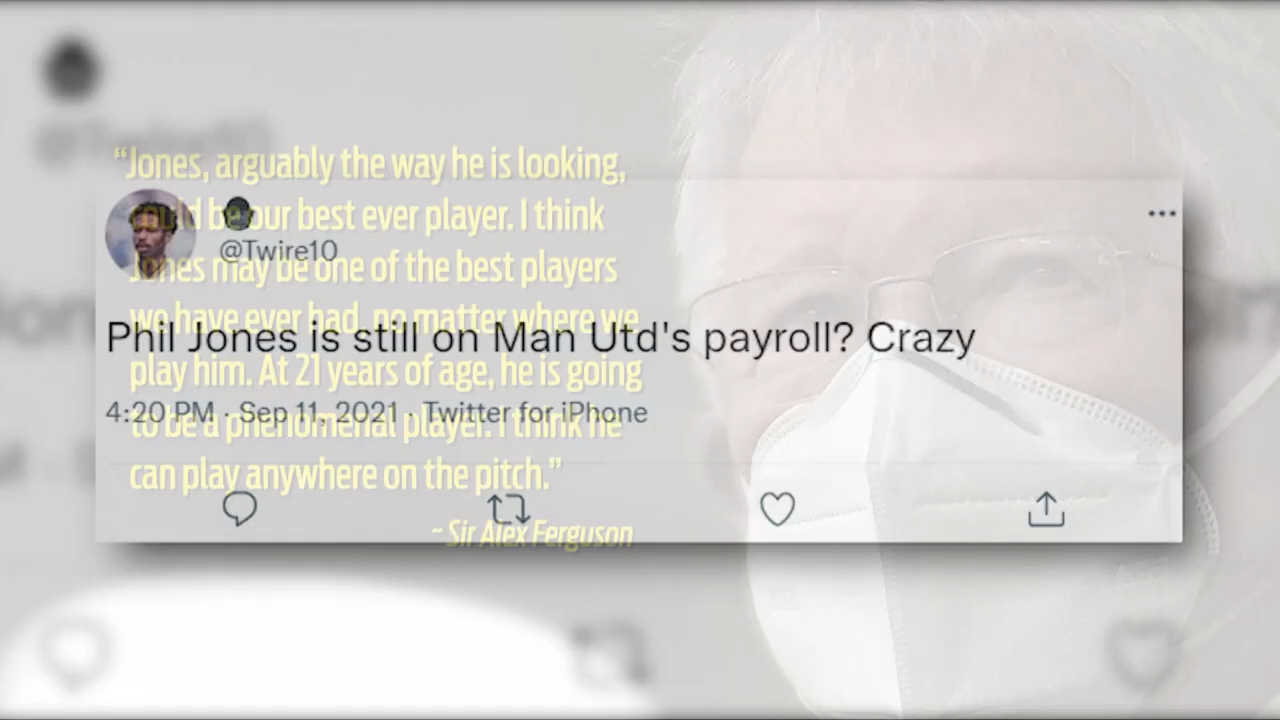 “Jones, arguably the way he is looking,
could be our best ever player. I think
Jones may be one of the best players
we have ever had, no matter where we
play him. At 21 years of age, he is going
to be a phenomenal player. I think he
can play anywhere on the pitch.”
~ Sir Alex Ferguson
@Twire10
Phil Jones is still on Man Utd's payroll? Crazy
4:20 PM · Sep 11, 2021 · Twitter for iPhone
@Twire10